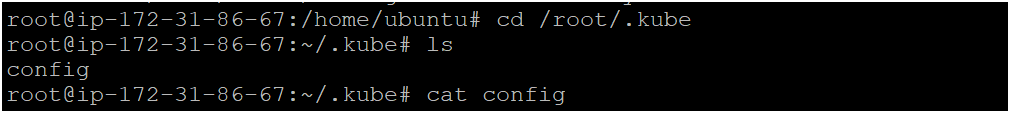 root@ip-172-31-86-67:/home/ubuntu# cd /root/.kube
root@ip-172-31-86-67:~/.kube# ls
config
root@ip-172-31-86-67:~/.kube# cat config